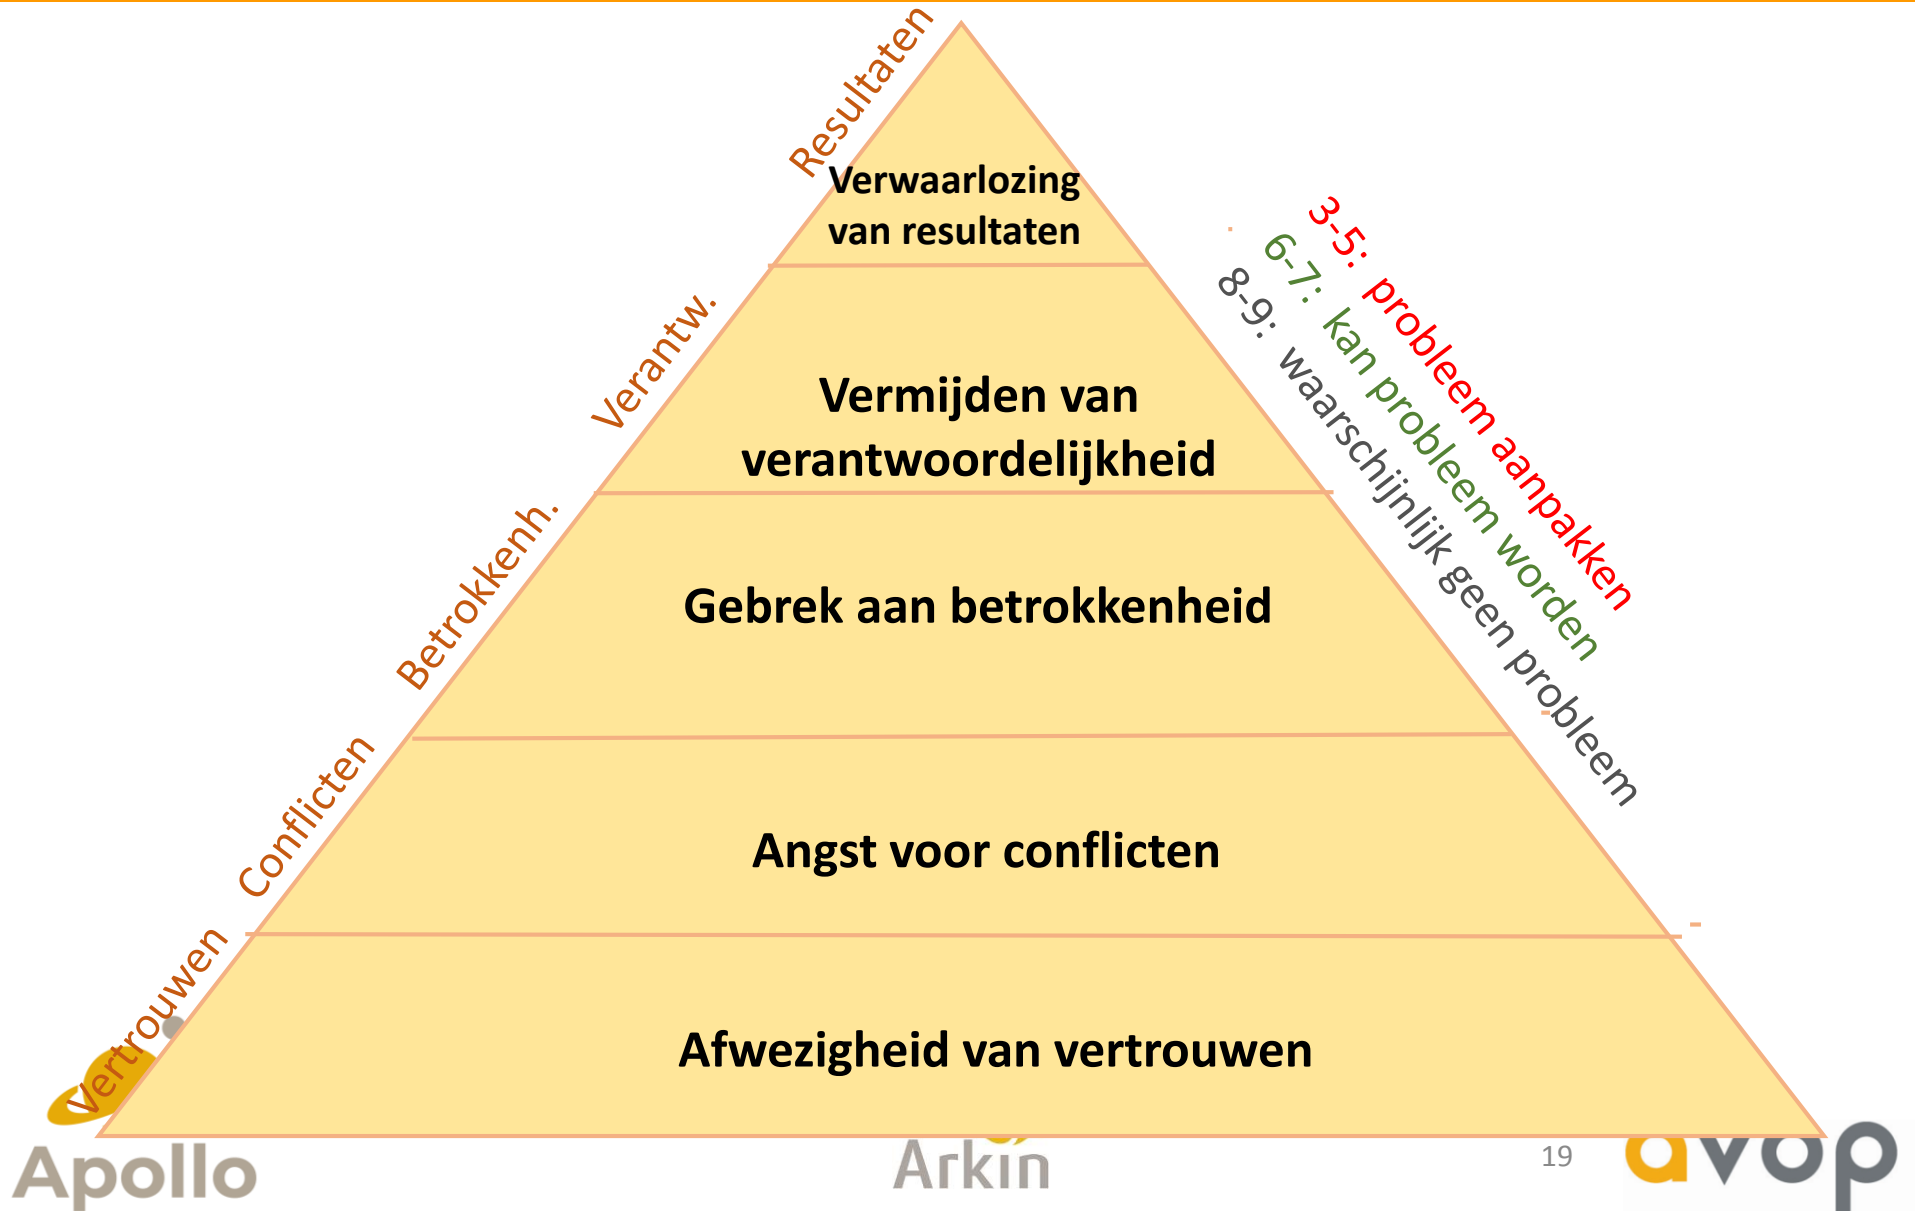 Resultaten
Verwaarlozing
van resultaten
3-5: probleem aanpakken
6-7: kan probleem worden
8-9: waarschijnlijk geen probleem
Verantw.
Vermijden van
verantwoordelijkheid
Betrokkenh.
Gebrek aan betrokkenheid
Conflicten
Angst voor conflicten
Vertrouwen
Afwezigheid van vertrouwen
Apollo
Arkin
19
avop